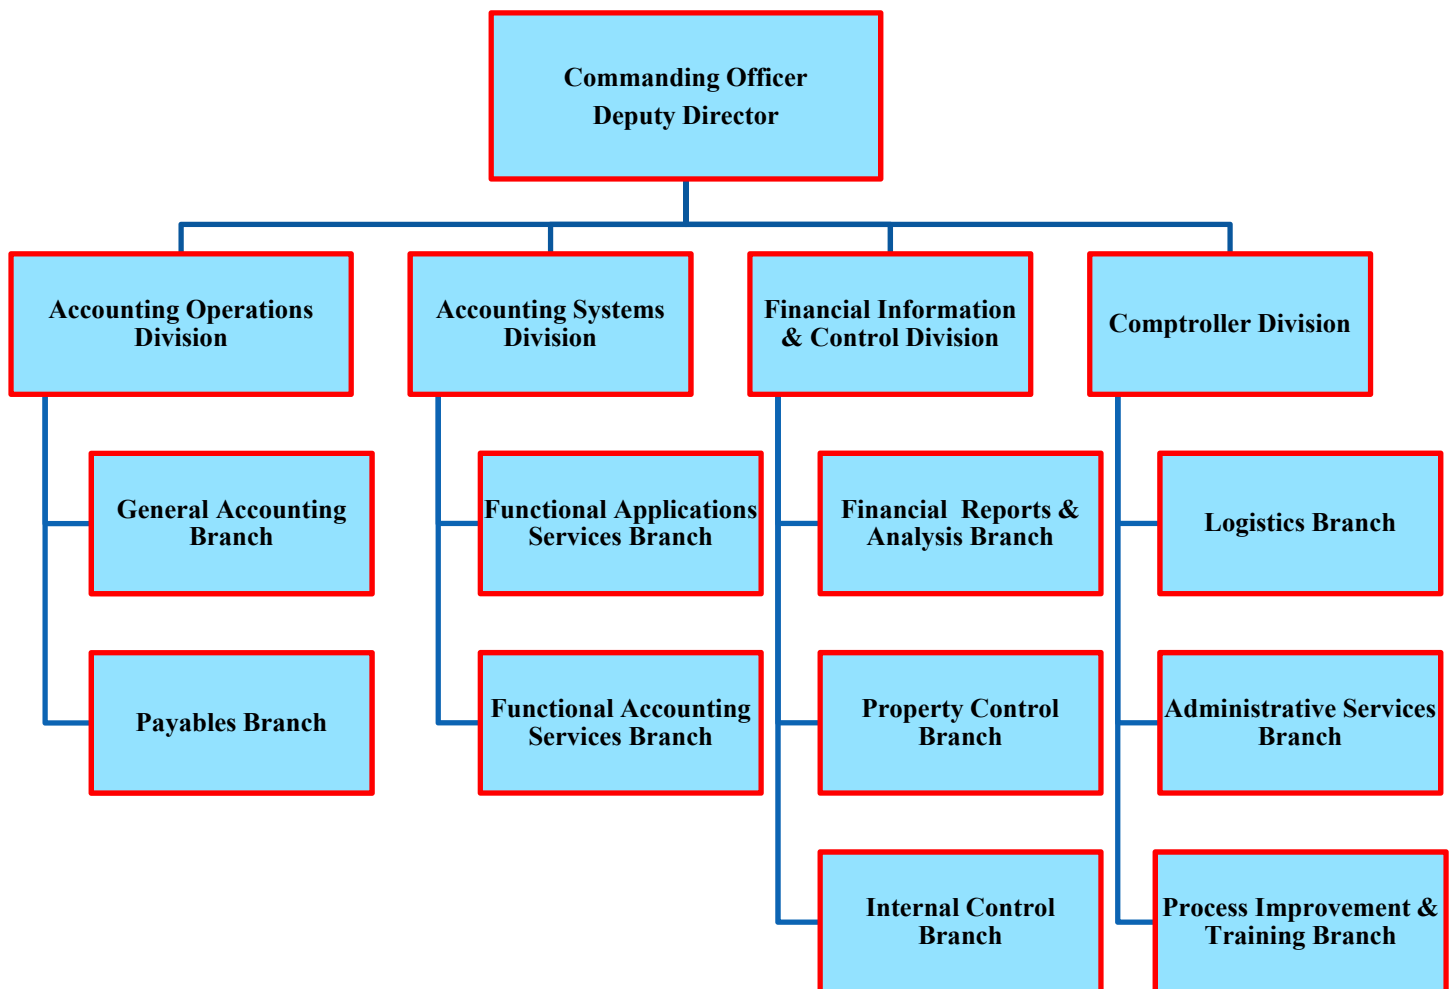 Commanding Officer
Deputy Director
Accounting Operations
Division
Accounting Systems
Division
Financial Information
& Control Division
Comptroller Division
General Accounting
Branch
Functional Applications
Services Branch
Financial  Reports &
Analysis Branch
Logistics Branch
Payables Branch
Functional Accounting
Services Branch
Property Control
Branch
Administrative Services
Branch
Internal Control
Branch
Process Improvement &
Training Branch